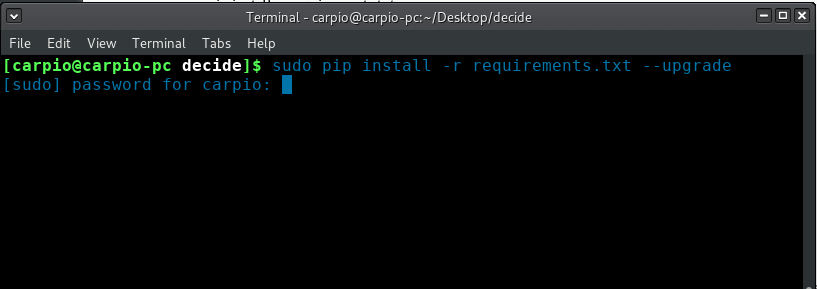 Terminal - carpio@carpio-pc:~/Desktop/decide
File Edit View Terminal Tabs Help
[carpio@carpio-pc decide]$ sudo pip install -r requirements.txt --upgrade
[sudo] password for carpio: